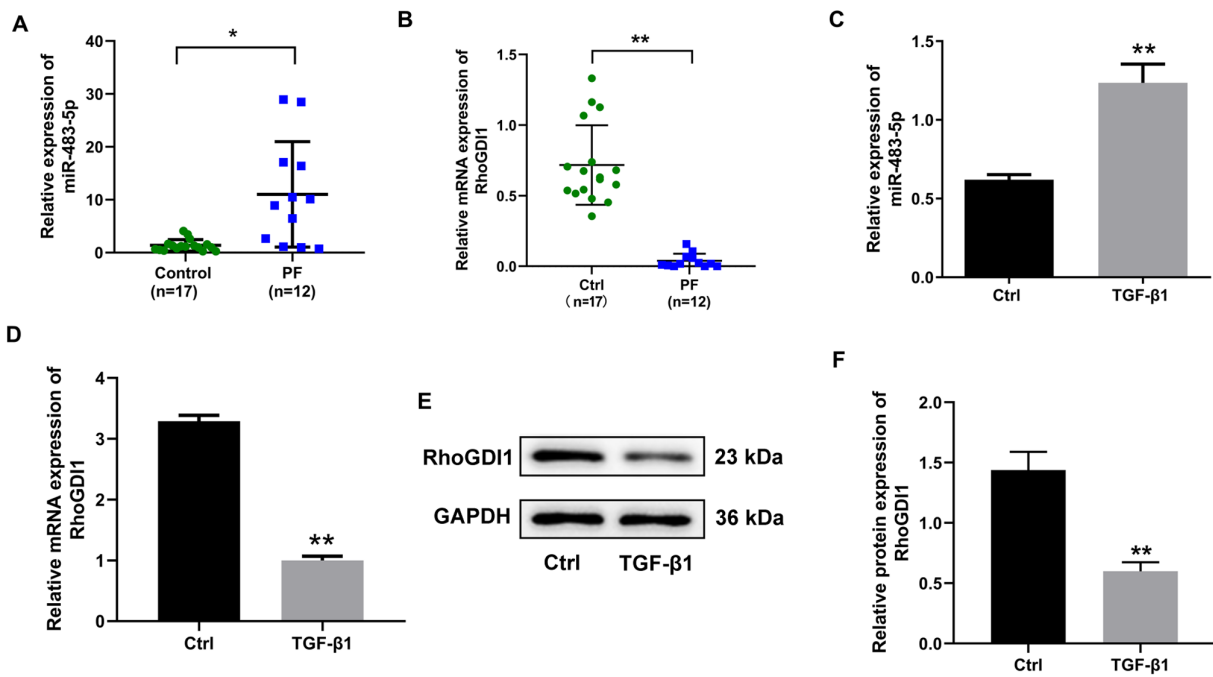 A
Relative expression of
miR-483-5p
40
30
20
10
0
*
Control
(n=17)
PF
(n=12)
B
Relative mRNA expression of
RhoGDI1
1.5
1.0
0.5
0.0
**
Ctrl
（n=17）
PF
(n=12)
C
Relative expression of
miR-483-5p
1.5
1.0
0.5
0.0
**
Ctrl
TGF-β1
D
Relative mRNA expression of
RhoGDI1
4
3
2
1
0
**
Ctrl
TGF-β1
E
RhoGDI1 23 kDa
GAPDH 36 kDa
Ctrl TGF-β1
F
Relative protein expression of
RhoGDI1
2.0
1.5
1.0
0.5
0.0
**
Ctrl
TGF-β1